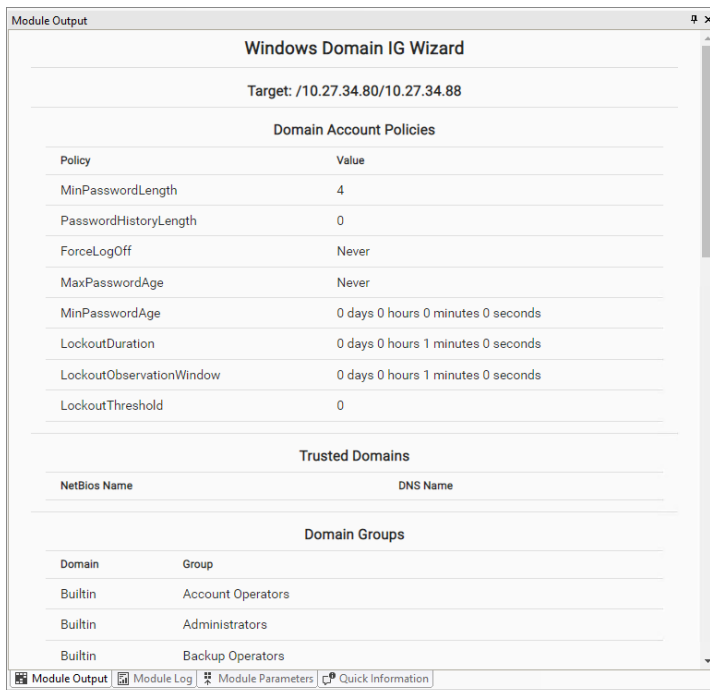 Module Output
Windows Domain IG Wizard
Target: /10.27.34.80/10.27.34.88
Domain Account Policies
Policy Value
MinPasswordLength 4
PasswordHistoryLength 0
ForceLogOff Never
MaxPasswordAge Never
MinPasswordAge 0 days 0 hours 0 minutes 0 seconds
LockoutDuration 0 days 0 hours 1 minutes 0 seconds
LockoutObservationWindow 0 days 0 hours 1 minutes 0 seconds
LockoutThreshold 0
Trusted Domains
NetBios Name DNS Name
Domain Groups
Domain Group
Builtin Account Operators
Builtin Administrators
Builtin Backup Operators
Module Output Module Log Module Parameters Quick Information